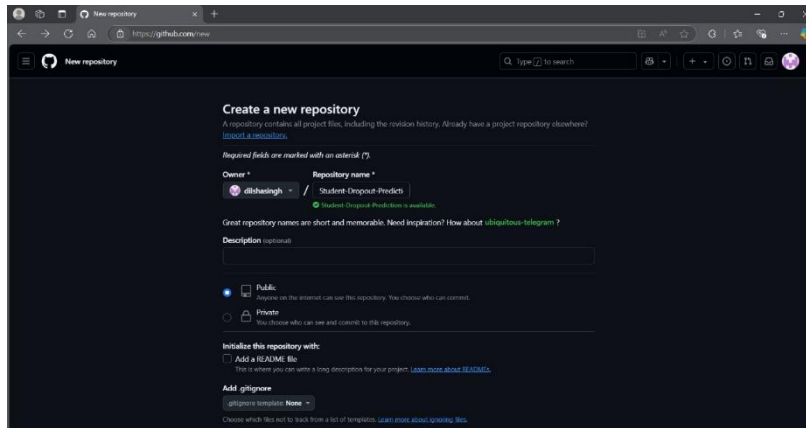 New repository
https://github.com/new
New repository
Type / to search
Create a new repository
A repository contains all project files, including the revision history. Already have a project repository elsewhere?
Import a repository.
Required fields are marked with an asterisk (*).
Owner * Repository name *
dilshasingh / Student-Dropout-Predicti
Student-Dropout-Prediction is available.
Great repository names are short and memorable. Need inspiration? How about ubiquitous-telegram ?
Description (optional)
Public
Anyone on the internet can see this repository. You choose who can commit.
Private
You choose who can see and commit to this repository.
Initialize this repository with:
Add a README file
This is where you can write a long description for your project. Learn more about READMEs.
Add .gitignore
.gitignore template: None
Choose which files not to track from a list of templates. Learn more about ignoring files.